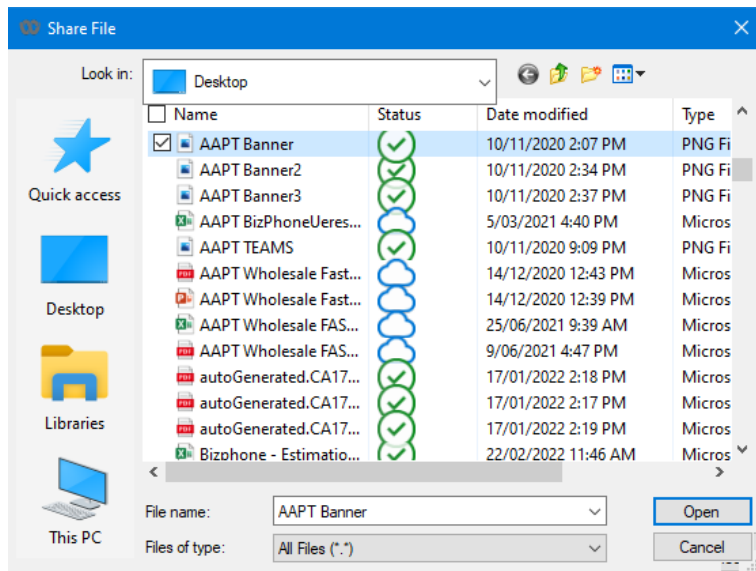 Share File
Look in: Desktop
Name Status Date modified Type
AAPT Banner 10/11/2020 2:07 PM PNG Fi
AAPT Banner2 10/11/2020 2:34 PM PNG Fi
AAPT Banner3 10/11/2020 2:37 PM PNG Fi
AAPT BizPhoneUeres... 5/03/2021 4:40 PM Micros
AAPT TEAMS 10/11/2020 9:09 PM PNG Fi
AAPT Wholesale Fast... 14/12/2020 12:43 PM Micros
AAPT Wholesale Fast... 14/12/2020 12:39 PM Micros
AAPT Wholesale FAS... 25/06/2021 9:39 AM Micros
AAPT Wholesale FAS... 9/06/2021 4:47 PM Micros
autoGenerated.CA17... 17/01/2022 2:18 PM Micros
autoGenerated.CA17... 17/01/2022 2:17 PM Micros
autoGenerated.CA17... 17/01/2022 2:19 PM Micros
Bizphone - Estimatio... 22/02/2022 11:46 AM Micros
Quick access
Desktop
Libraries
This PC
File name: AAPT Banner Open
Files of type: All Files (*.*) Cancel